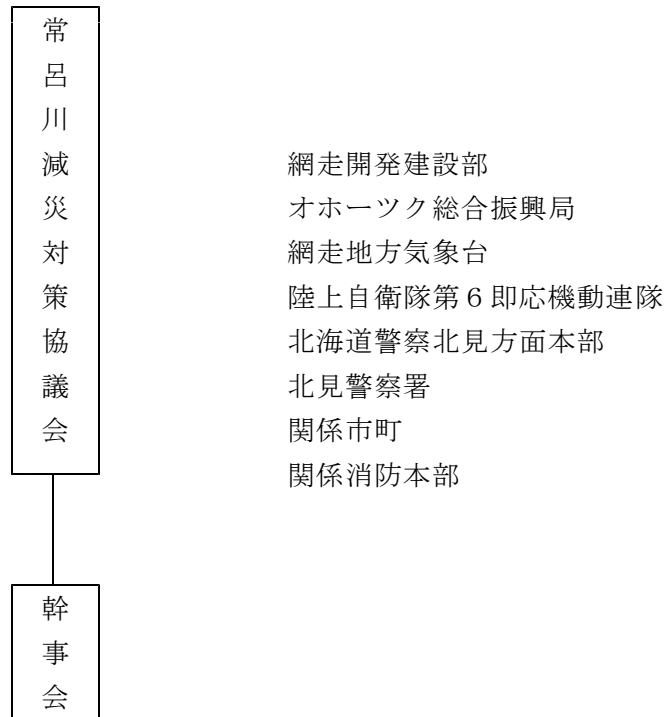 常呂川減災対策協議会
網走開発建設部
オホーツク総合振興局
網走地方気象台
陸上自衛隊第６即応機動連隊
北海道警察北見方面本部
北見警察署
関係市町
関係消防本部
幹事会